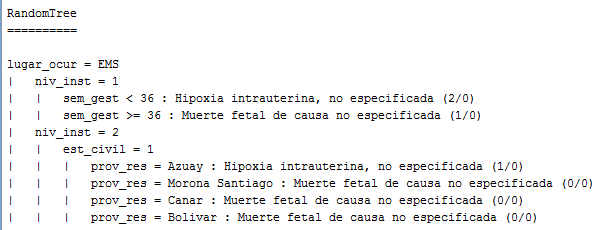 RandomTree
==========
lugar_ocur = EMS
|   niv_inst = 1
|   |   sem_gest < 36 : Hipoxia intrauterina, no especificada (2/0)
|   |   sem_gest >= 36 : Muerte fetal de causa no especificada (1/0)
|   niv_inst = 2
|   |   est_civil = 1
|   |   |   prov_res = Azuay : Hipoxia intrauterina, no especificada (1/0)
|   |   |   prov_res = Morona Santiago : Muerte fetal de causa no especificada (0/0)
|   |   |   prov_res = Canar : Muerte fetal de causa no especificada (0/0)
|   |   |   prov_res = Bolivar : Muerte fetal de causa no especificada (0/0)